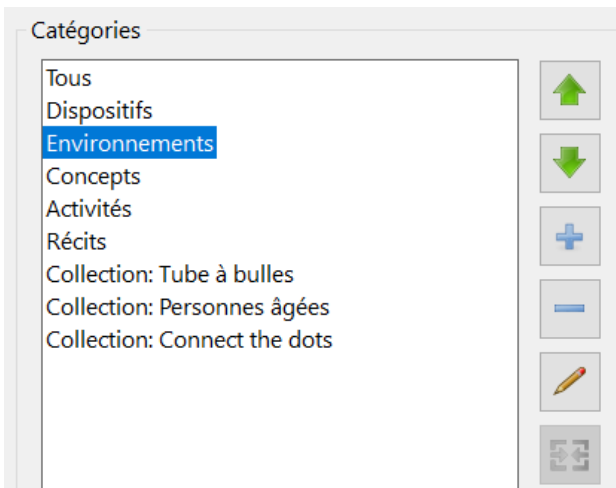 Catégories
Tous
Dispositifs
Environnements
Concepts
Activités
Récits
Collection: Tube à bulles
Collection: Personnes âgées
Collection: Connect the dots